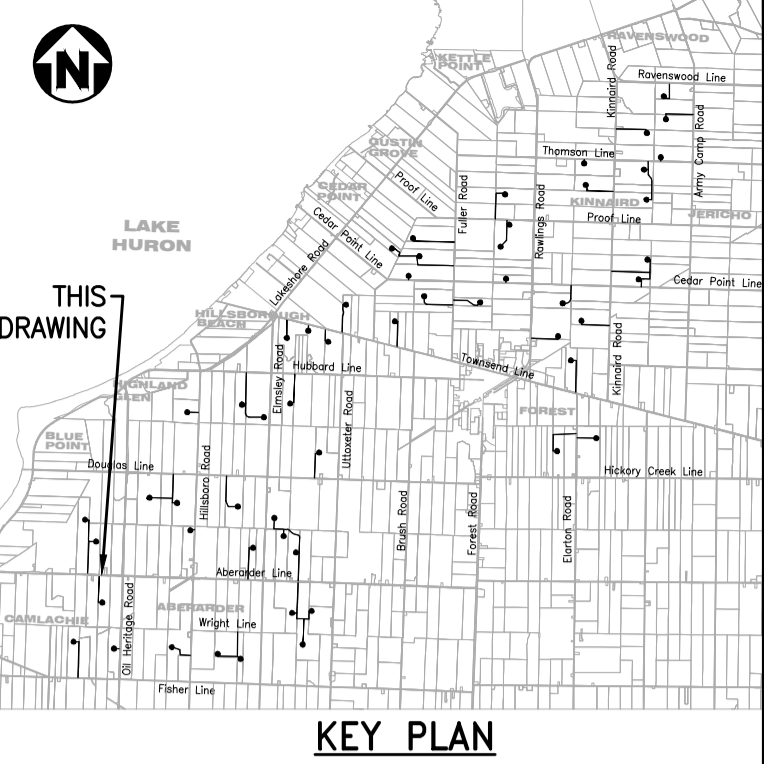 N
RAVENSWOOD
KETTLE
POINT
Ravenswood Line
Kinnaird Road
Army Camp Road
GUSTIN
GROVE
Thomson Line
CEDAR
POINT
Proof Line
Fuller Road
Rawlings Road
KINNAIRD
Proof Line
JERICHO
LAKE
HURON
Cedar Point Line
Lakeshore Road
Cedar Point Line
THIS
DRAWING
HILLSBOROUGH
BEACH
Elmsley Road
Hubbard Line
Townsend Line
Kinnaird Road
HIGHLAND
GLEN
Uttoxeter Road
FOREST
BLUE
POINT
Douglas Line
Hillsboro Road
Hickory Creek Line
Brush Road
Forest Road
Elarton Road
Aberarder Line
Oil Heritage Road
CAMLACHIE
ABERARDER
Wright Line
Fisher Line
KEY PLAN